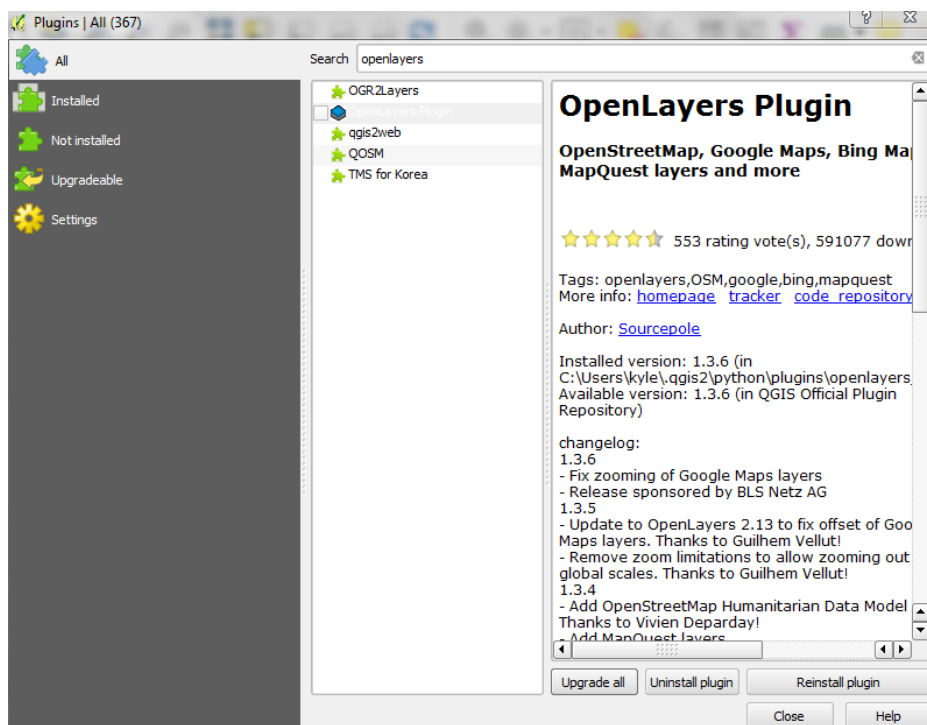 Plugins | All (367)
All
Installed
Not installed
Upgradeable
Settings
Search openlayers
OGR2Layers
OpenLayers Plugin
qgis2web
QOSM
TMS for Korea
OpenLayers Plugin
OpenStreetMap, Google Maps, Bing Map
MapQuest layers and more
553 rating vote(s), 591077 down
Tags: openlayers,OSM,google,bing,mapquest
More info: homepage tracker code_repository
Author: Sourcepole
Installed version: 1.3.6 (in
C:\Users\kyle\.qgis2\python\plugins\openlayers_
Available version: 1.3.6 (in QGIS Official Plugin
Repository)
changelog:
1.3.6
- Fix zooming of Google Maps layers
- Release sponsored by BLS Netz AG
1.3.5
- Update to OpenLayers 2.13 to fix offset of Goo
Maps layers. Thanks to Guilhem Vellut!
- Remove zoom limitations to allow zooming out
global scales. Thanks to Guilhem Vellut!
1.3.4
- Add OpenStreetMap Humanitarian Data Model
Thanks to Vivien Deparday!
- Add MapQuest layers
Upgrade all Uninstall plugin Reinstall plugin
Close Help